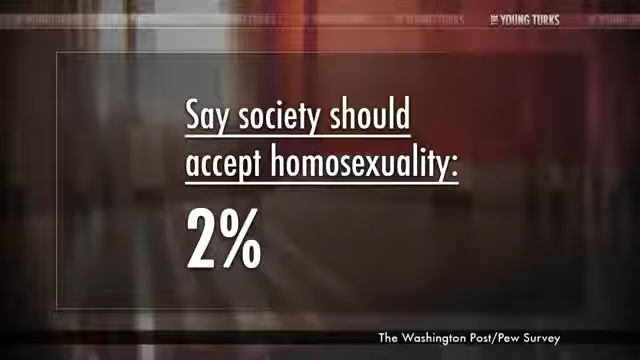 THE YOUNG TURKS
Say society should
accept homosexuality:
2%
The Washington Post/Pew Survey